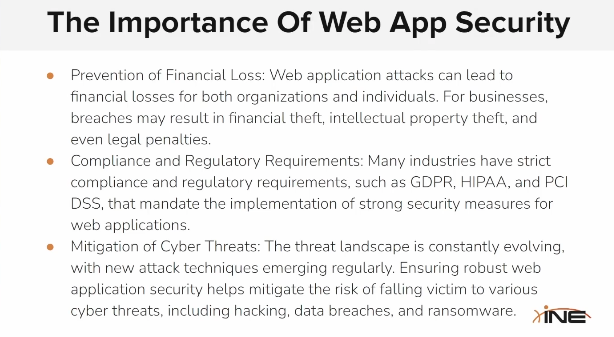 The Importance Of Web App Security
● Prevention of Financial Loss: Web application attacks can lead to
financial losses for both organizations and individuals. For businesses,
breaches may result in financial theft, intellectual property theft, and
even legal penalties.
● Compliance and Regulatory Requirements: Many industries have strict
compliance and regulatory requirements, such as GDPR, HIPAA, and PCI
DSS, that mandate the implementation of strong security measures for
web applications.
● Mitigation of Cyber Threats: The threat landscape is constantly evolving,
with new attack techniques emerging regularly. Ensuring robust web
application security helps mitigate the risk of falling victim to various
cyber threats, including hacking, data breaches, and ransomware.
INE